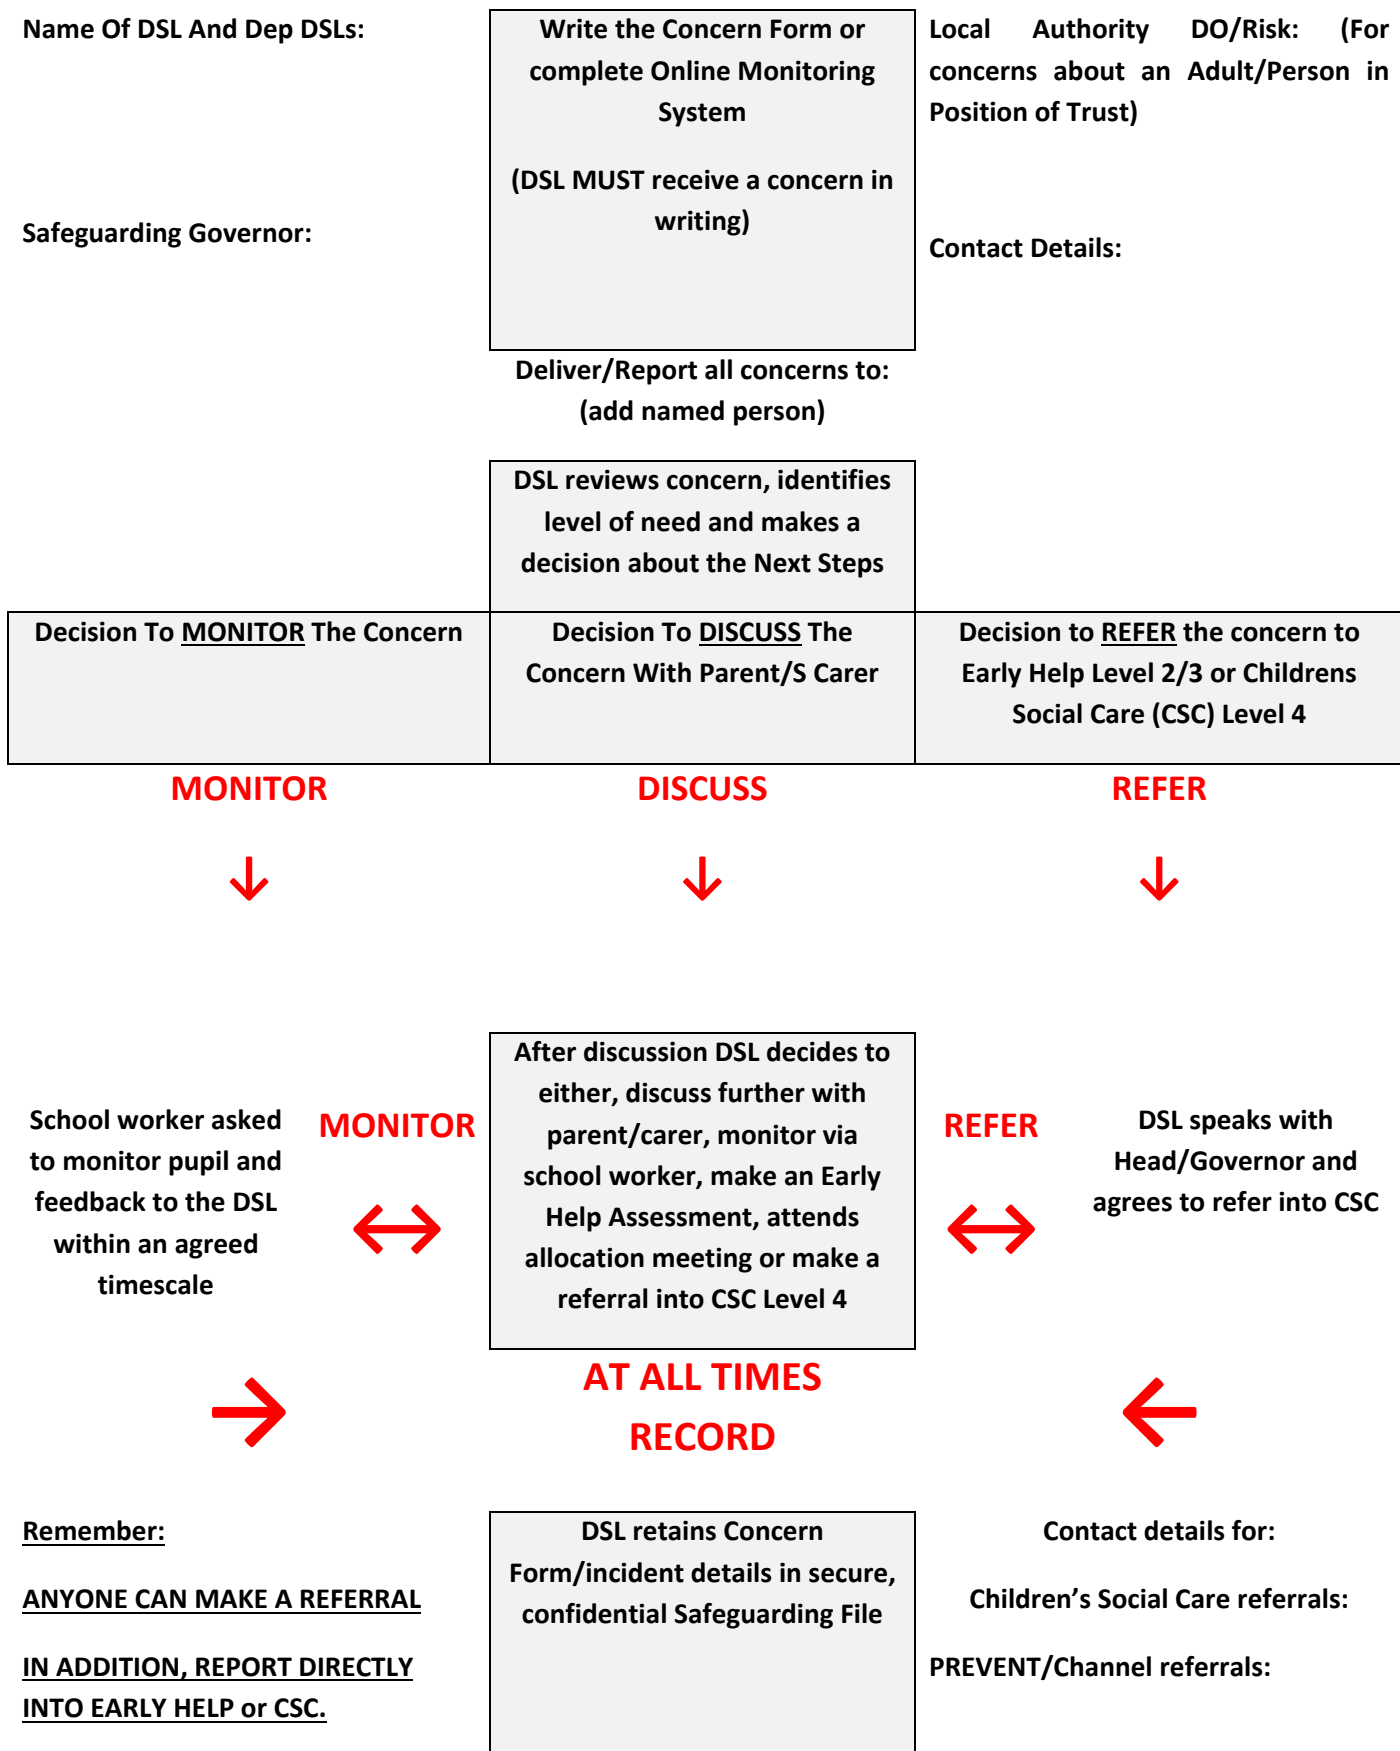 Name Of DSL And Dep DSLs:
Safeguarding Governor:
Write the Concern Form or
complete Online Monitoring
System
(DSL MUST receive a concern in
writing)
Local Authority DO/Risk: (For
concerns about an Adult/Person in
Position of Trust)
Contact Details:
Deliver/Report all concerns to:
(add named person)
DSL reviews concern, identifies
level of need and makes a
decision about the Next Steps
Decision To MONITOR The Concern
Decision To DISCUSS The
Concern With Parent/S Carer
Decision to REFER the concern to
Early Help Level 2/3 or Childrens
Social Care (CSC) Level 4
MONITOR
DISCUSS
REFER
School worker asked
to monitor pupil and
feedback to the DSL
within an agreed
timescale
MONITOR
After discussion DSL decides to
either, discuss further with
parent/carer, monitor via
school worker, make an Early
Help Assessment, attends
allocation meeting or make a
referral into CSC Level 4
REFER
DSL speaks with
Head/Governor and
agrees to refer into CSC
AT ALL TIMES
RECORD
Remember:
ANYONE CAN MAKE A REFERRAL
IN ADDITION, REPORT DIRECTLY
INTO EARLY HELP or CSC.
DSL retains Concern
Form/incident details in secure,
confidential Safeguarding File
Contact details for:
Children’s Social Care referrals:
PREVENT/Channel referrals: